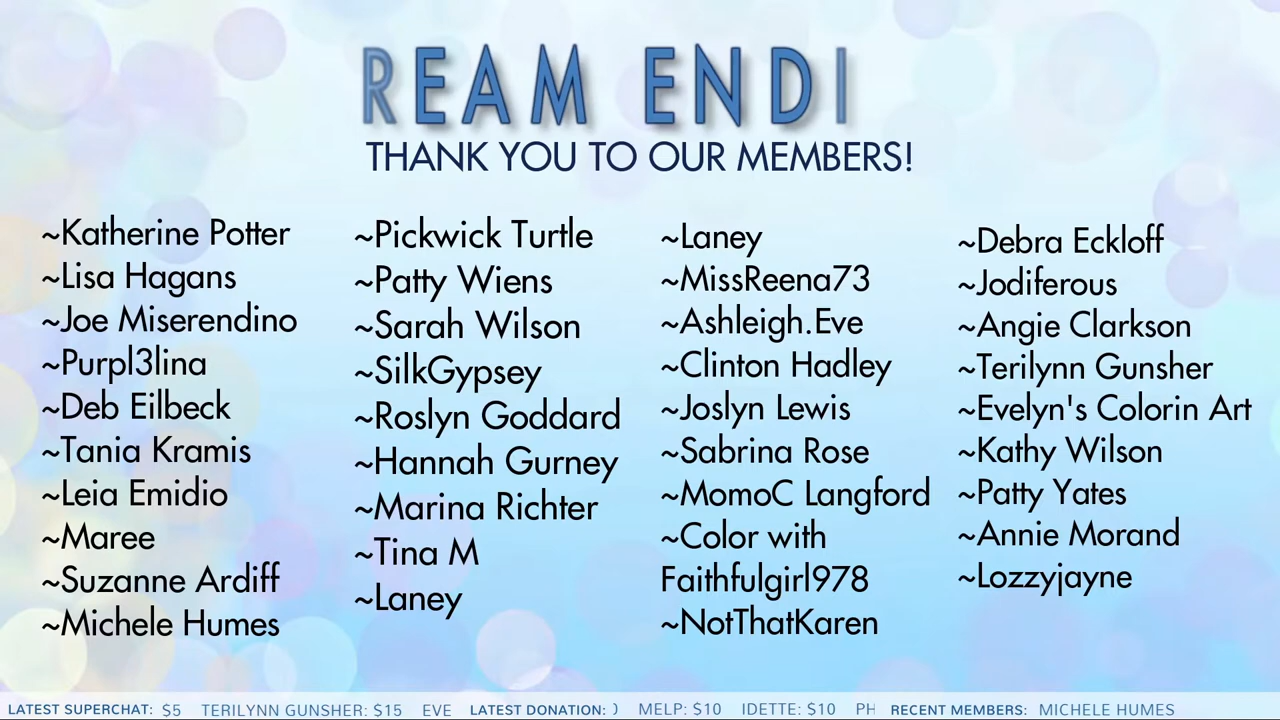 REAM ENDI
THANK YOU TO OUR MEMBERS!
~Katherine Potter
~Lisa Hagans
~Joe Miserendino
~Purpl3lina
~Deb Eilbeck
~Tania Kramis
~Leia Emidio
~Maree
~Suzanne Ardiff
~Michele Humes
~Pickwick Turtle
~Patty Wiens
~Sarah Wilson
~SilkGypsey
~Roslyn Goddard
~Hannah Gurney
~Marina Richter
~Tina M
~Laney
~Laney
~MissReena73
~Ashleigh.Eve
~Clinton Hadley
~Joslyn Lewis
~Sabrina Rose
~MomoC Langford
~Color with
Faithfulgirl978
~NotThatKaren
~Debra Eckloff
~Jodiferous
~Angie Clarkson
~Terilynn Gunsher
~Evelyn's Colorin Art
~Kathy Wilson
~Patty Yates
~Annie Morand
~Lozzyjayne
LATEST SUPERCHAT: $5 TERILYNN GUNSHER: $15 EVE LATEST DONATION: ) MELP: $10 IDETTE: $10 PH RECENT MEMBERS: MICHELE HUMES